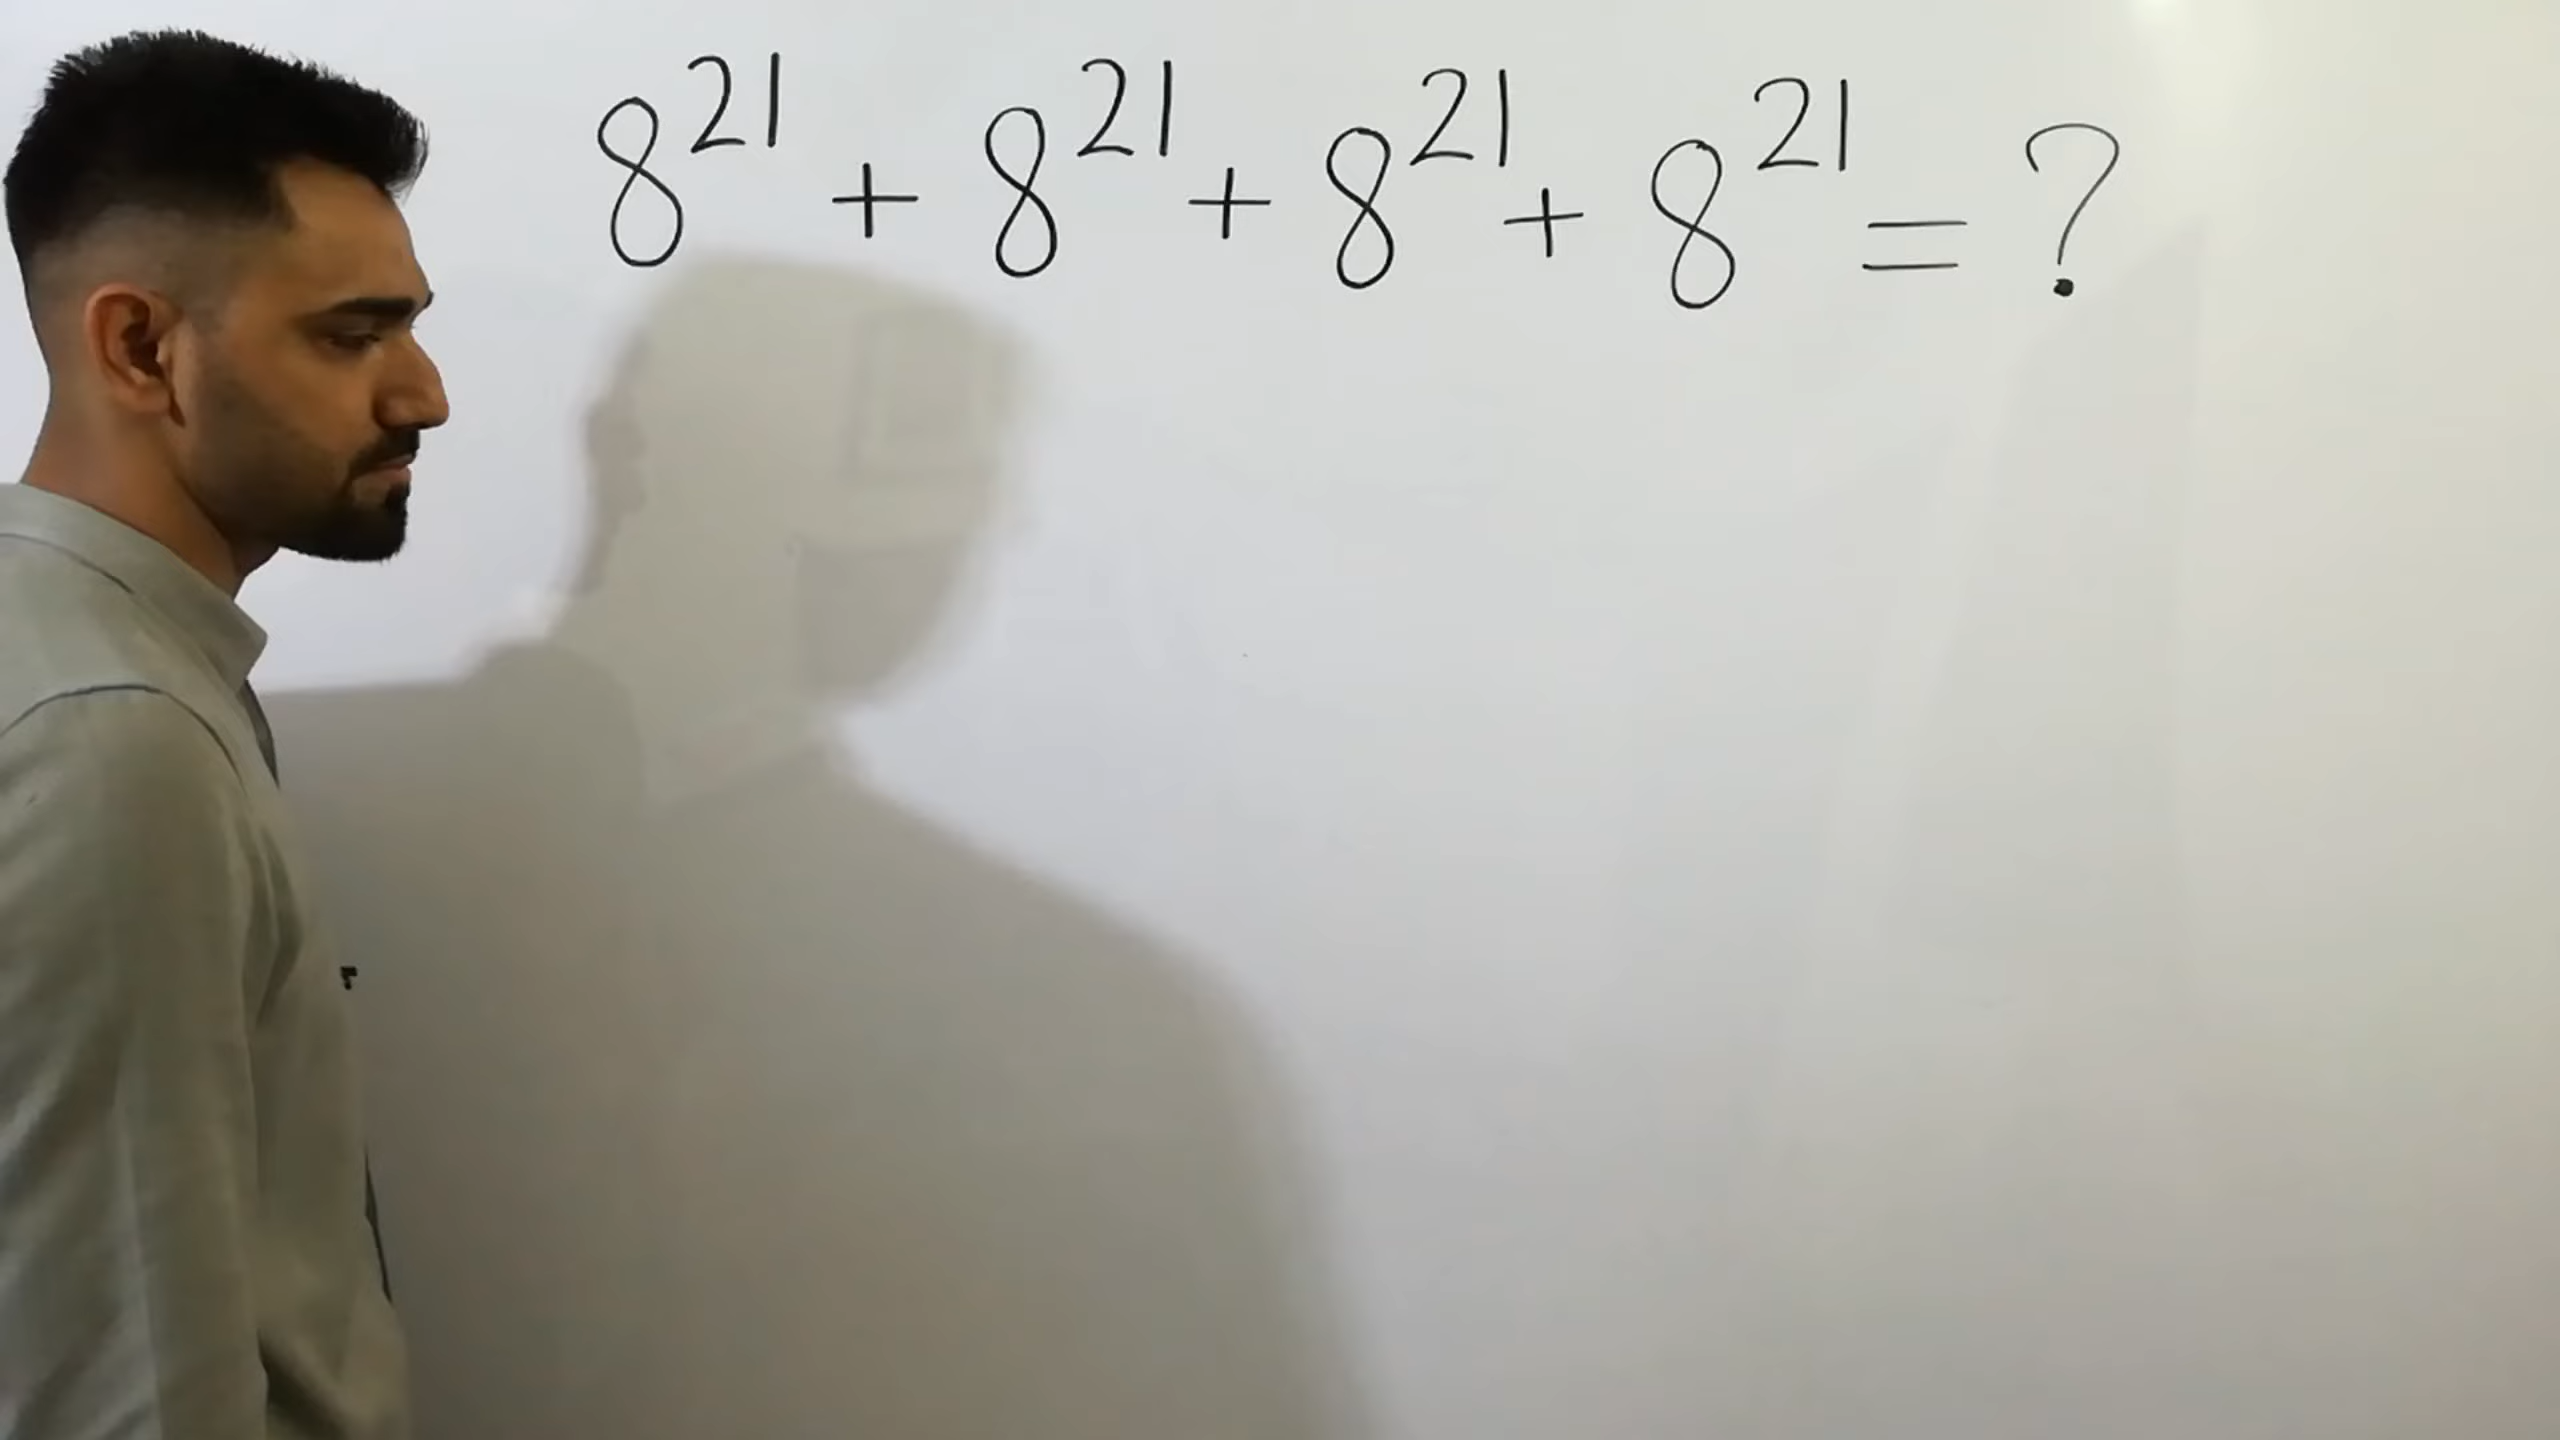 8²¹ + 8²¹ + 8²¹ + 8²¹ = ?